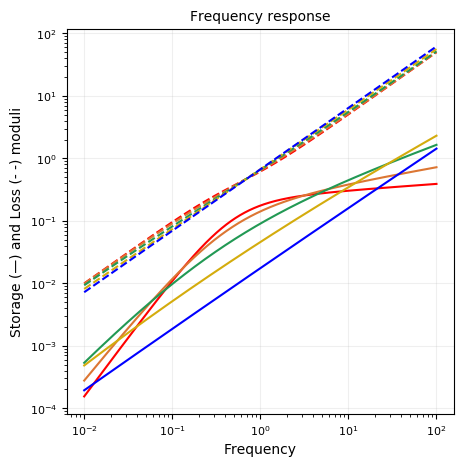 Frequency response
Storage (—) and Loss (- -) moduli
10²
10¹
10⁰
10⁻¹
10⁻²
10⁻³
10⁻⁴
10⁻² 10⁻¹ 10⁰ 10¹ 10²
Frequency